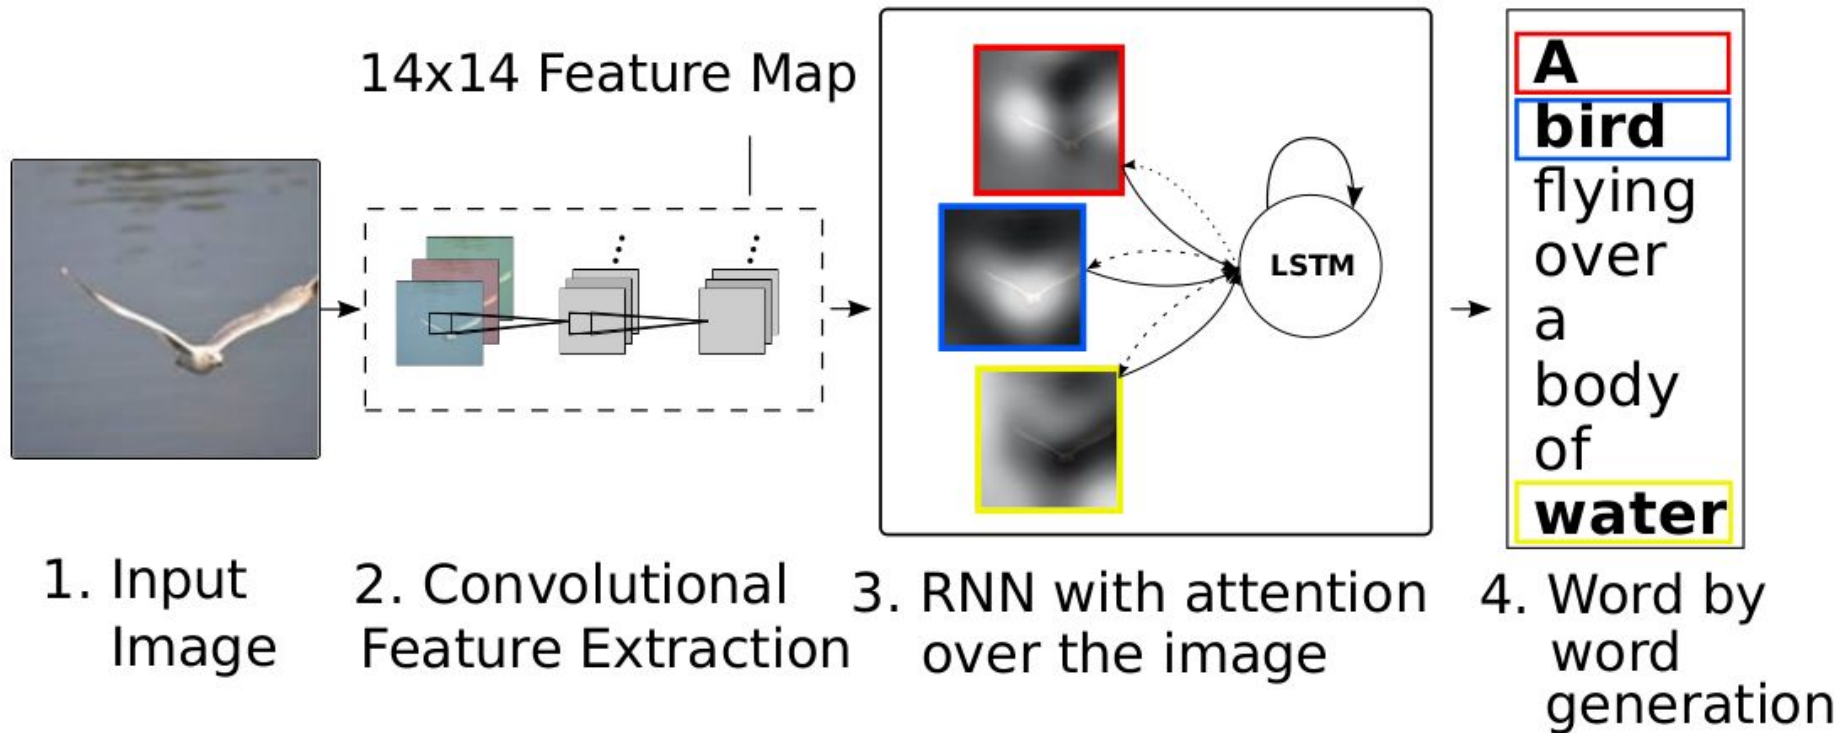 14x14 Feature Map
LSTM
A
bird
flying
over
a
body
of
water
1. Input
Image
2. Convolutional
Feature Extraction
3. RNN with attention
over the image
4. Word by
word
generation